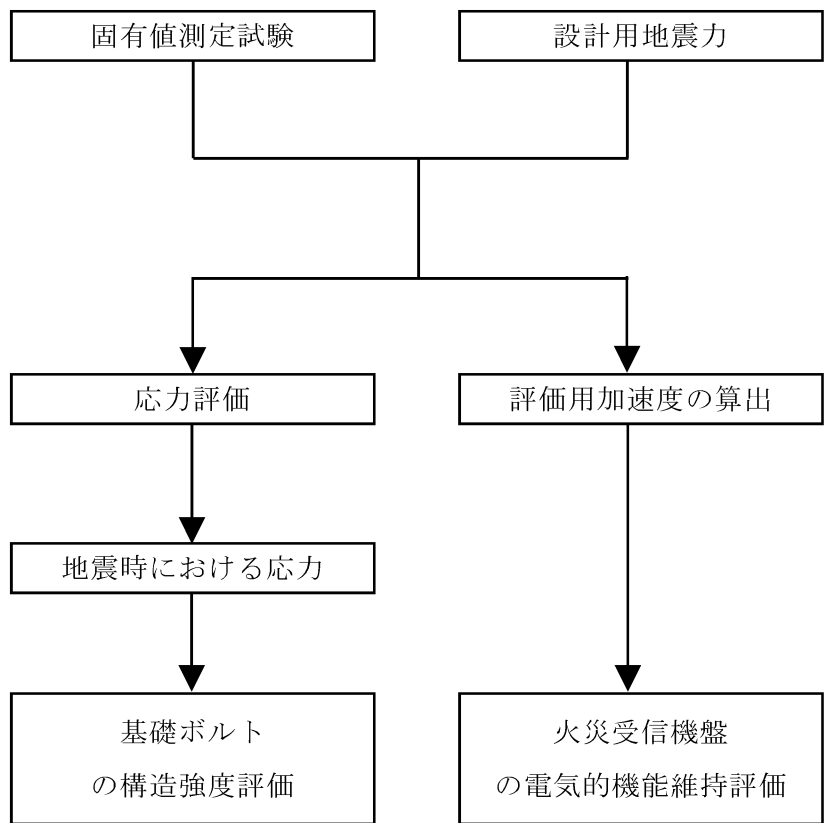 固有値測定試験
設計用地震力
応力評価
評価用加速度の算出
地震時における応力
基礎ボルト
の構造強度評価
火災受信機盤
の電気的機能維持評価